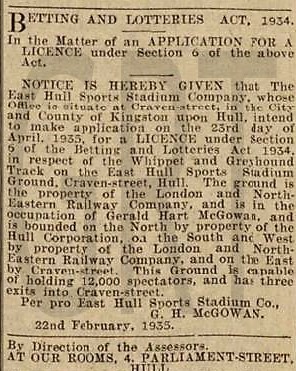 BETTING AND LOTTERIES ACT, 1934.
In the Matter of an APPLICATION FOR A
LICENCE under Section 6 of the above
Act.
NOTICE IS HEREBY GIVEN that The
East Hull Sports Stadium Company, whose
Office is situate at Craven-street, in the City
and County of Kingston upon Hull, intend
to make application on the 23rd day of
April, 1935, for a LICENCE under Section
6 of the Betting and Lotteries Act 1934,
in respect of the Whippet and Greyhound
Track on the East Hull Sports Stadium
Ground, Craven-street, Hull. The ground is
the property of the London and North-
Eastern Railway Company, and is in the
occupation of Gerald Hart McGowan, and
is bounded on the North by property of the
Hull Corporation, on the South and West
by property of the London and North-
Eastern Railway Company, and on the East
by Craven-street. This Ground is capable
of holding 12,000 spectators, and has three
exits into Craven-street.
Per pro East Hull Sports Stadium Co.,
G. H. McGOWAN.
22nd February, 1935.
By Direction of the Assessors.
AT OUR ROOMS, 4, PARLIAMENT-STREET,
HULL